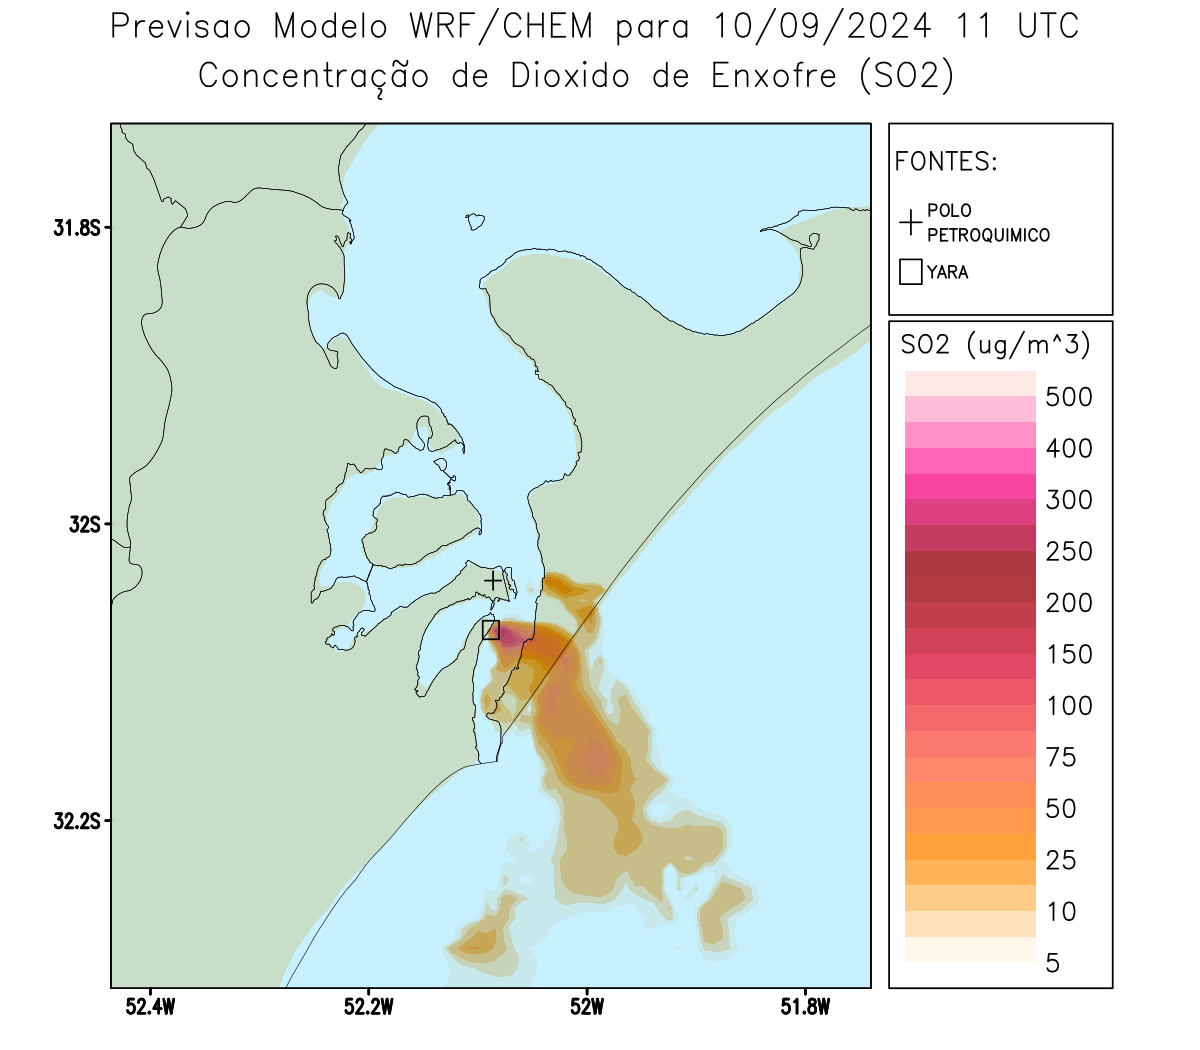 Previsao Modelo WRF/CHEM para 10/09/2024 11 UTC
Concentração de Dioxido de Enxofre (SO2)
FONTES:
POLO
PETROQUIMICO
YARA
SO2 (ug/m^3)
500
400
300
250
200
150
100
75
50
25
10
5
31.8S
32S
32.2S
52.4W
52.2W
52W
51.8W